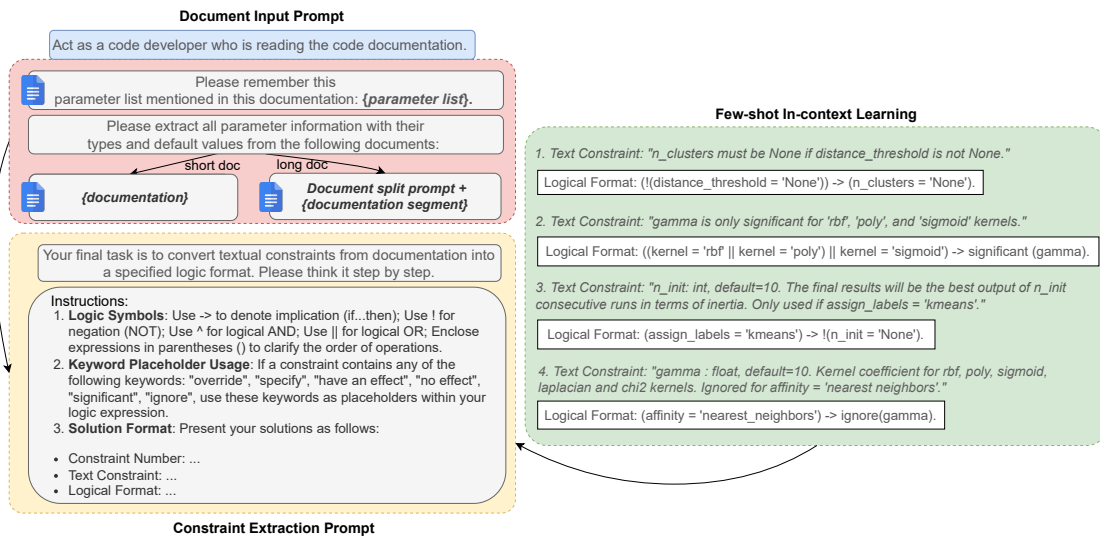 Document Input Prompt
Act as a code developer who is reading the code documentation.
Please remember this
parameter list mentioned in this documentation: {parameter list}.
Please extract all parameter information with their
types and default values from the following documents:
short doc
long doc
{documentation}
Document split prompt +
{documentation segment}
Your final task is to convert textual constraints from documentation into
a specified logic format. Please think it step by step.
Instructions:
1. Logic Symbols: Use -> to denote implication (if...then); Use ! for
negation (NOT); Use ^ for logical AND; Use || for logical OR; Enclose
expressions in parentheses () to clarify the order of operations.
2. Keyword Placeholder Usage: If a constraint contains any of the
following keywords: "override", "specify", "have an effect", "no effect",
"significant", "ignore", use these keywords as placeholders within your
logic expression.
3. Solution Format: Present your solutions as follows:
• Constraint Number: ...
• Text Constraint: ...
• Logical Format: ...
Constraint Extraction Prompt
Few-shot In-context Learning
1. Text Constraint: "n_clusters must be None if distance_threshold is not None."
Logical Format: (!(distance_threshold = 'None')) -> (n_clusters = 'None').
2. Text Constraint: "gamma is only significant for 'rbf', 'poly', and 'sigmoid' kernels."
Logical Format: ((kernel = 'rbf' || kernel = 'poly') || kernel = 'sigmoid') -> significant (gamma).
3. Text Constraint: "n_init: int, default=10. The final results will be the best output of n_init
consecutive runs in terms of inertia. Only used if assign_labels = 'kmeans'."
Logical Format: (assign_labels = 'kmeans') -> !(n_init = 'None').
4. Text Constraint: "gamma : float, default=10. Kernel coefficient for rbf, poly, sigmoid,
laplacian and chi2 kernels. Ignored for affinity = 'nearest neighbors'."
Logical Format: (affinity = 'nearest_neighbors') -> ignore(gamma).